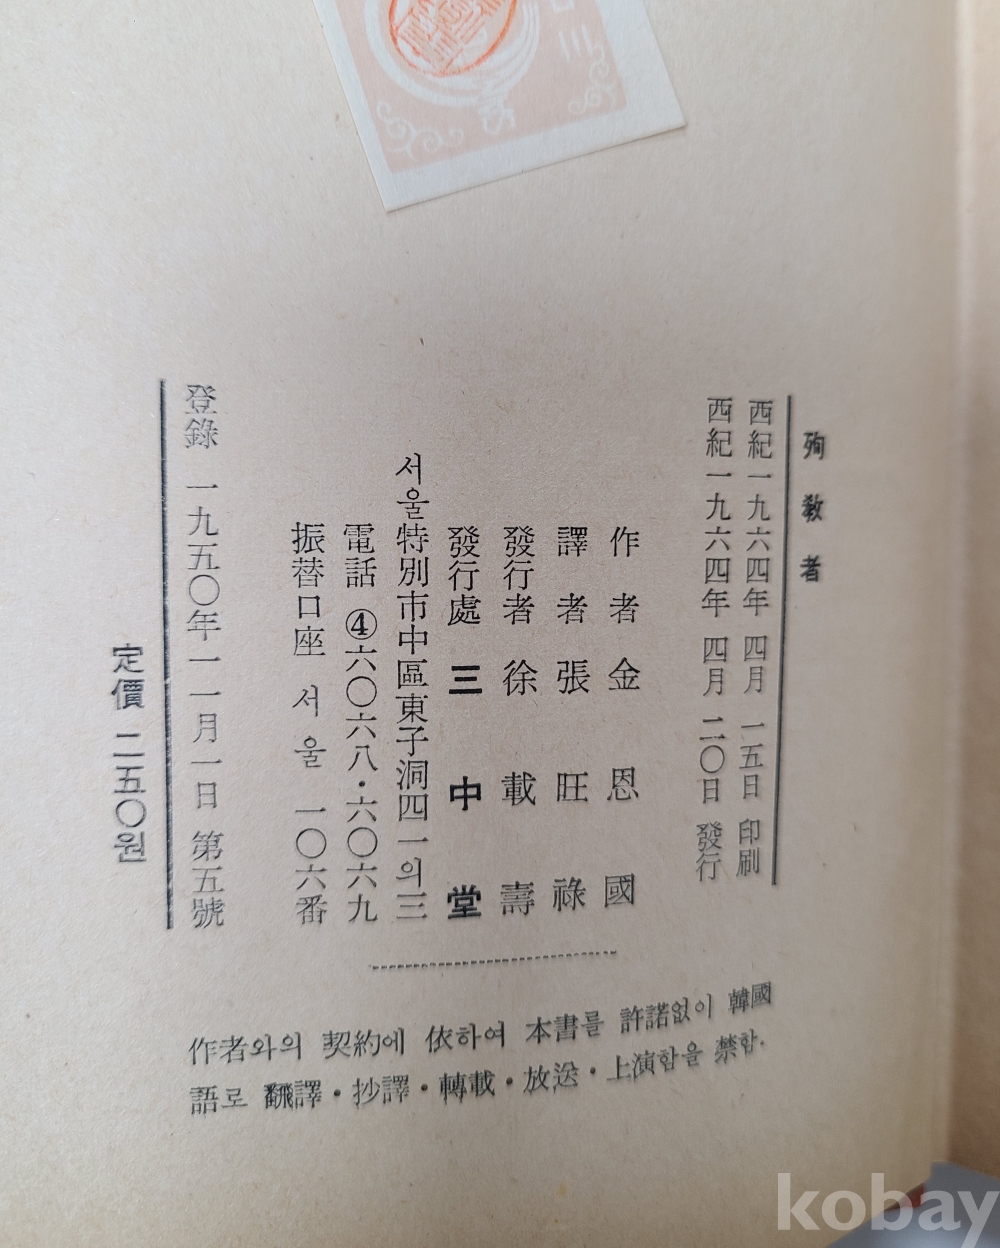 殉教者
西紀一九六四年 四月 一五日 印刷
西紀一九六四年 四月 二〇日 發行
作者 金恩國
譯者 張旺祿
發行者 徐載壽
發行處 三中堂
서울特別市中區東子洞四一의三
電話 ④六〇六八・六〇六九
振替口座 서울 一〇六番
登錄 一九五〇年一一月一日 第五號
定價 二五〇원
作者와의 契約에 依하여 本書를 許諾없이 韓國
語로 飜譯・抄譯・轉載・放送・上演함을 禁함.
kobay